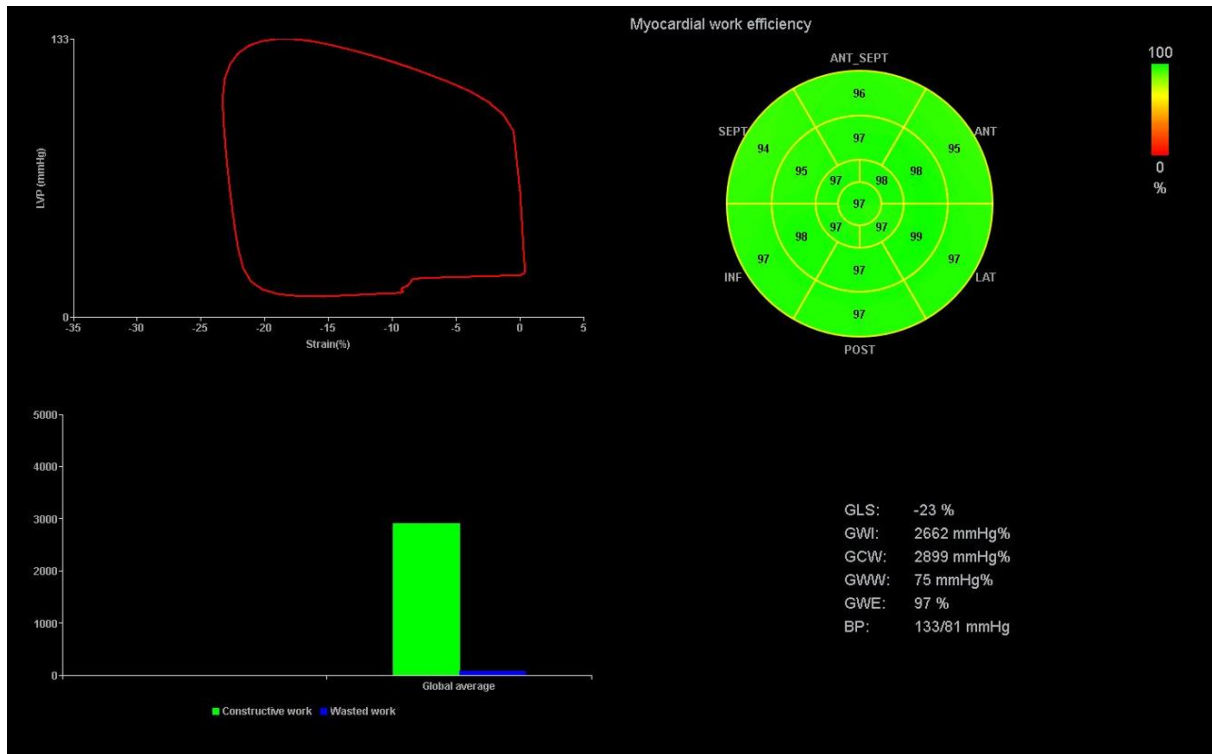 Myocardial work efficiency
133
LVP (mmHg)
0
-35 -30 -25 -20 -15 -10 -5 0 5
Strain(%)
ANT_SEPT
96
SEPT 94 97 95 ANT
95 97 98 98
97
97 97
INF 97 98 99 97 LAT
97
97
POST
100
0
%
5000
4000
3000
2000
1000
0
Global average
Constructive work Wasted work
GLS: -23 %
GWI: 2662 mmHg%
GCW: 2899 mmHg%
GWW: 75 mmHg%
GWE: 97 %
BP: 133/81 mmHg